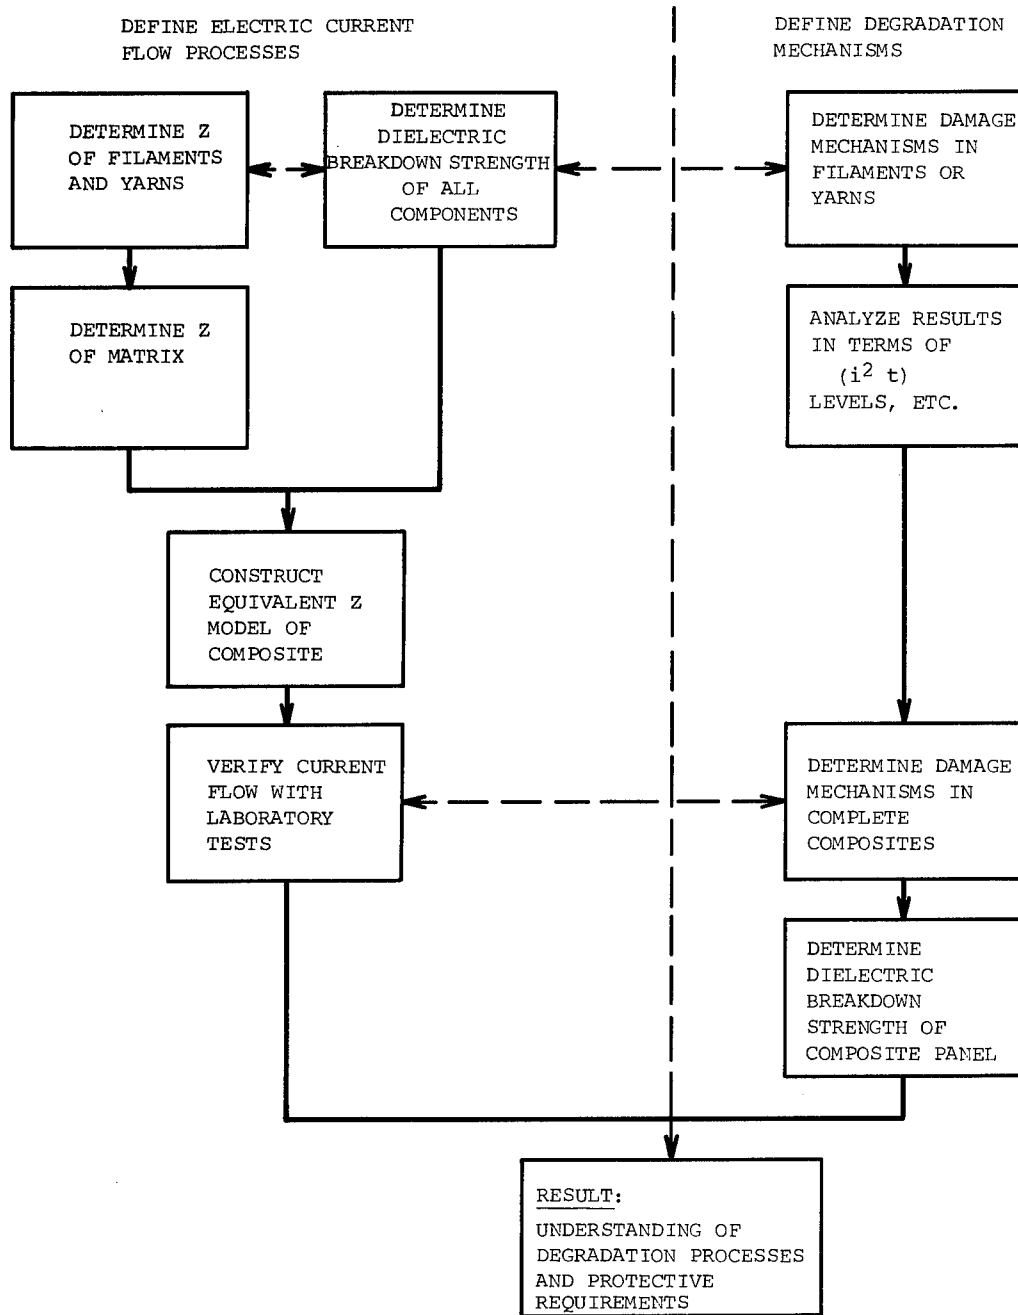 DEFINE ELECTRIC CURRENT
FLOW PROCESSES
DEFINE DEGRADATION
MECHANISMS
DETERMINE Z
OF FILAMENTS
AND YARNS
DETERMINE
DIELECTRIC
BREAKDOWN STRENGTH
OF ALL
COMPONENTS
DETERMINE DAMAGE
MECHANISMS IN
FILAMENTS OR
YARNS
DETERMINE Z
OF MATRIX
ANALYZE RESULTS
IN TERMS OF
(i² t)
LEVELS, ETC.
CONSTRUCT
EQUIVALENT Z
MODEL OF
COMPOSITE
VERIFY CURRENT
FLOW WITH
LABORATORY
TESTS
DETERMINE DAMAGE
MECHANISMS IN
COMPLETE
COMPOSITES
DETERMINE
DIELECTRIC
BREAKDOWN
STRENGTH OF
COMPOSITE PANEL
RESULT:
UNDERSTANDING OF
DEGRADATION PROCESSES
AND PROTECTIVE
REQUIREMENTS